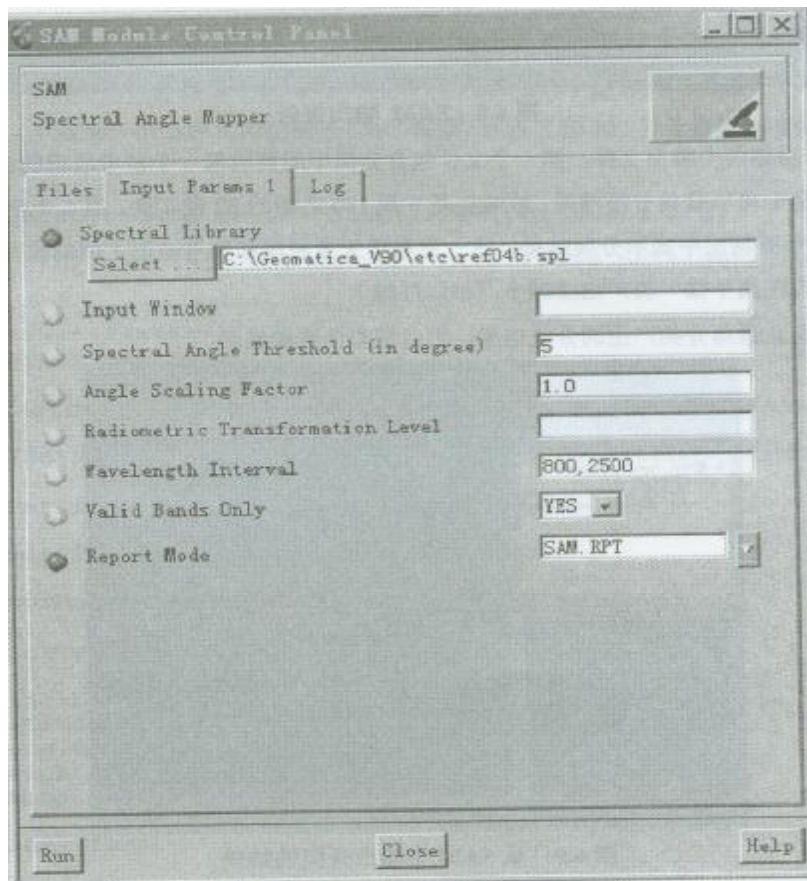 SAM Module Control Panel
SAM
Spectral Angle Mapper
Files Input Params 1 Log
Spectral Library
Select ... C:\Geomatica_V90\etc\ref04b.spl
Input Window
Spectral Angle Threshold (in degree) 5
Angle Scaling Factor 1.0
Radiometric Transformation Level
Wavelength Interval 800,2500
Valid Bands Only YES
Report Mode SAM.RPT
Run Close Help